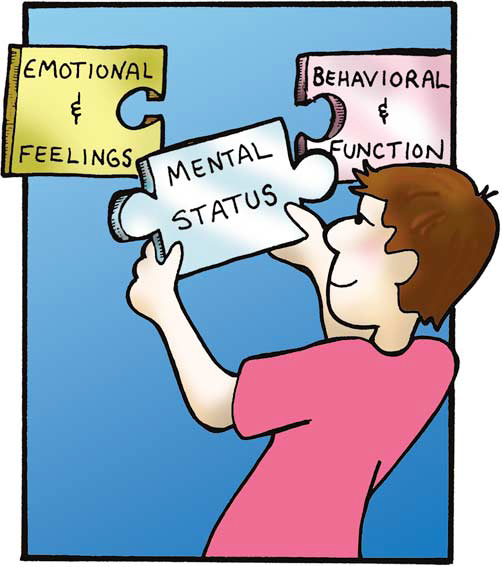 EMOTIONAL
&
FEELINGS
MENTAL
STATUS
BEHAVIORAL
&
FUNCTION